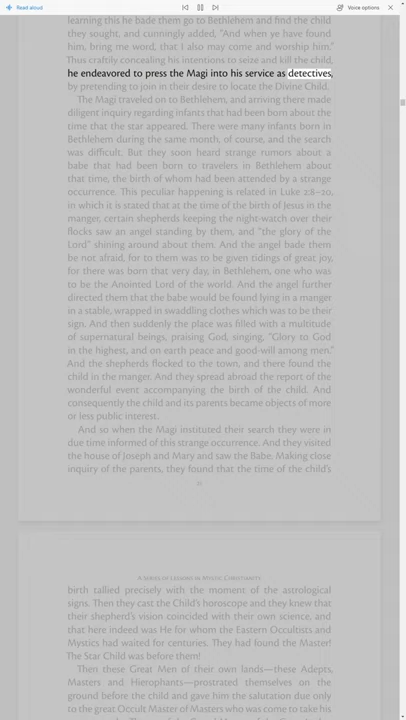 Read aloud
Voice options
learning this he bade them go to Bethlehem and find the child
they sought, and cunningly added, "And when ye have found
him, bring me word, that I also may come and worship him."
Thus craftily concealing his intentions to seize and kill the child,
he endeavored to press the Magi into his service as detectives,
by pretending to join in their desire to locate the Divine Child.
The Magi traveled on to Bethlehem, and arriving there made
diligent inquiry regarding infants that had been born about the
time that the star appeared. There were many infants born in
Bethlehem during the same month, of course, and the search
was difficult. But they soon heard strange rumors about a
babe that had been born to travelers in Bethlehem about
that time, the birth of whom had been attended by a strange
occurrence. This peculiar happening is related in Luke 2:8–20,
in which it is stated that at the time of the birth of Jesus in the
manger, certain shepherds keeping the night-watch over their
flocks saw an angel standing by them, and "the glory of the
Lord" shining around about them. And the angel bade them
be not afraid, for to them was to be given tidings of great joy,
for there was born that very day, in Bethlehem, one who was
to be the Anointed Lord of the world. And the angel further
directed them that the babe would be found lying in a manger
in a stable, wrapped in swaddling clothes which was to be their
sign. And then suddenly the place was filled with a multitude
of supernatural beings, praising God, singing, "Glory to God
in the highest, and on earth peace and good-will among men."
And the shepherds flocked to the town, and there found the
child in the manger. And they spread abroad the report of the
wonderful event accompanying the birth of the child. And
consequently the child and its parents became objects of more
or less public interest.
And so when the Magi instituted their search they were in
due time informed of this strange occurrence. And they visited
the house of Joseph and Mary and saw the Babe. Making close
inquiry of the parents, they found that the time of the child's
A Series of Lessons in Mystic Christianity
birth tallied precisely with the moment of the astrological
signs. Then they cast the Child's horoscope and they knew that
their shepherd's vision coincided with their own science, and
that here indeed was He for whom the Eastern Occultists and
Mystics had waited for centuries. They had found the Master!
The Star Child was before them!
Then these Great Men of their own lands—these Adepts,
Masters and Hierophants—prostrated themselves on the
ground before the child and gave him the salutation due only
to the great Occult Master of Masters who was come to take his